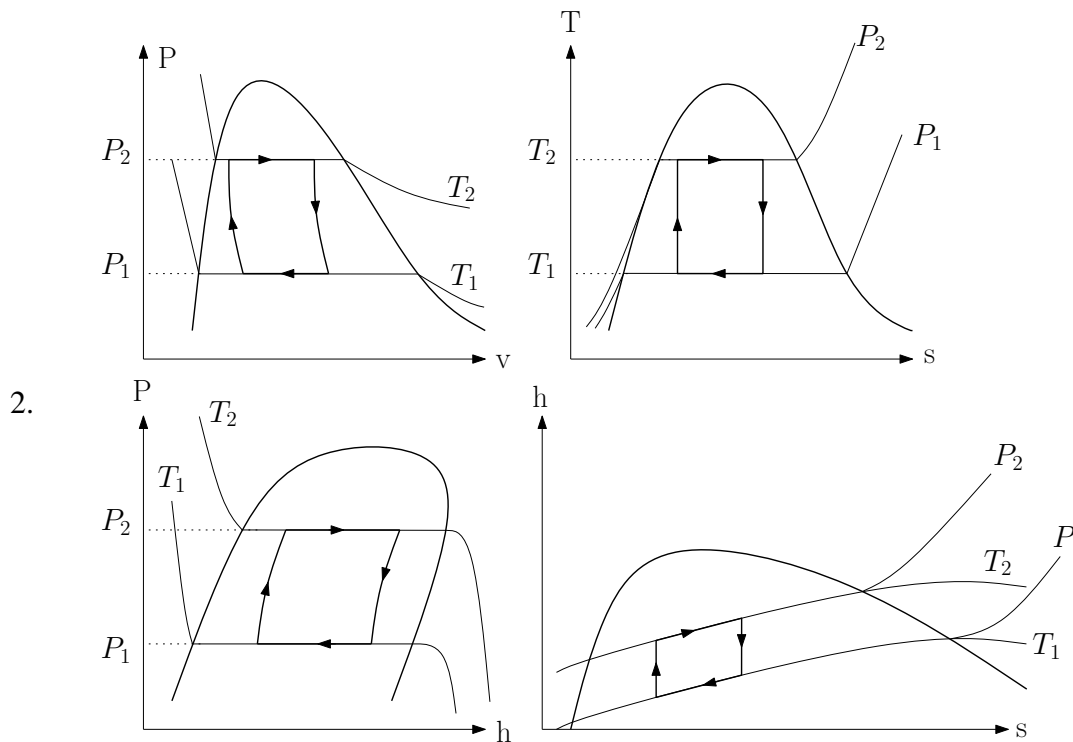 P
P₂
P₁
T₂
T₁
v
T
P₂
P₁
T₂
T₁
s
2.
P
T₂
T₁
P₂
P₁
h
h
P₂
P
T₂
T₁
s